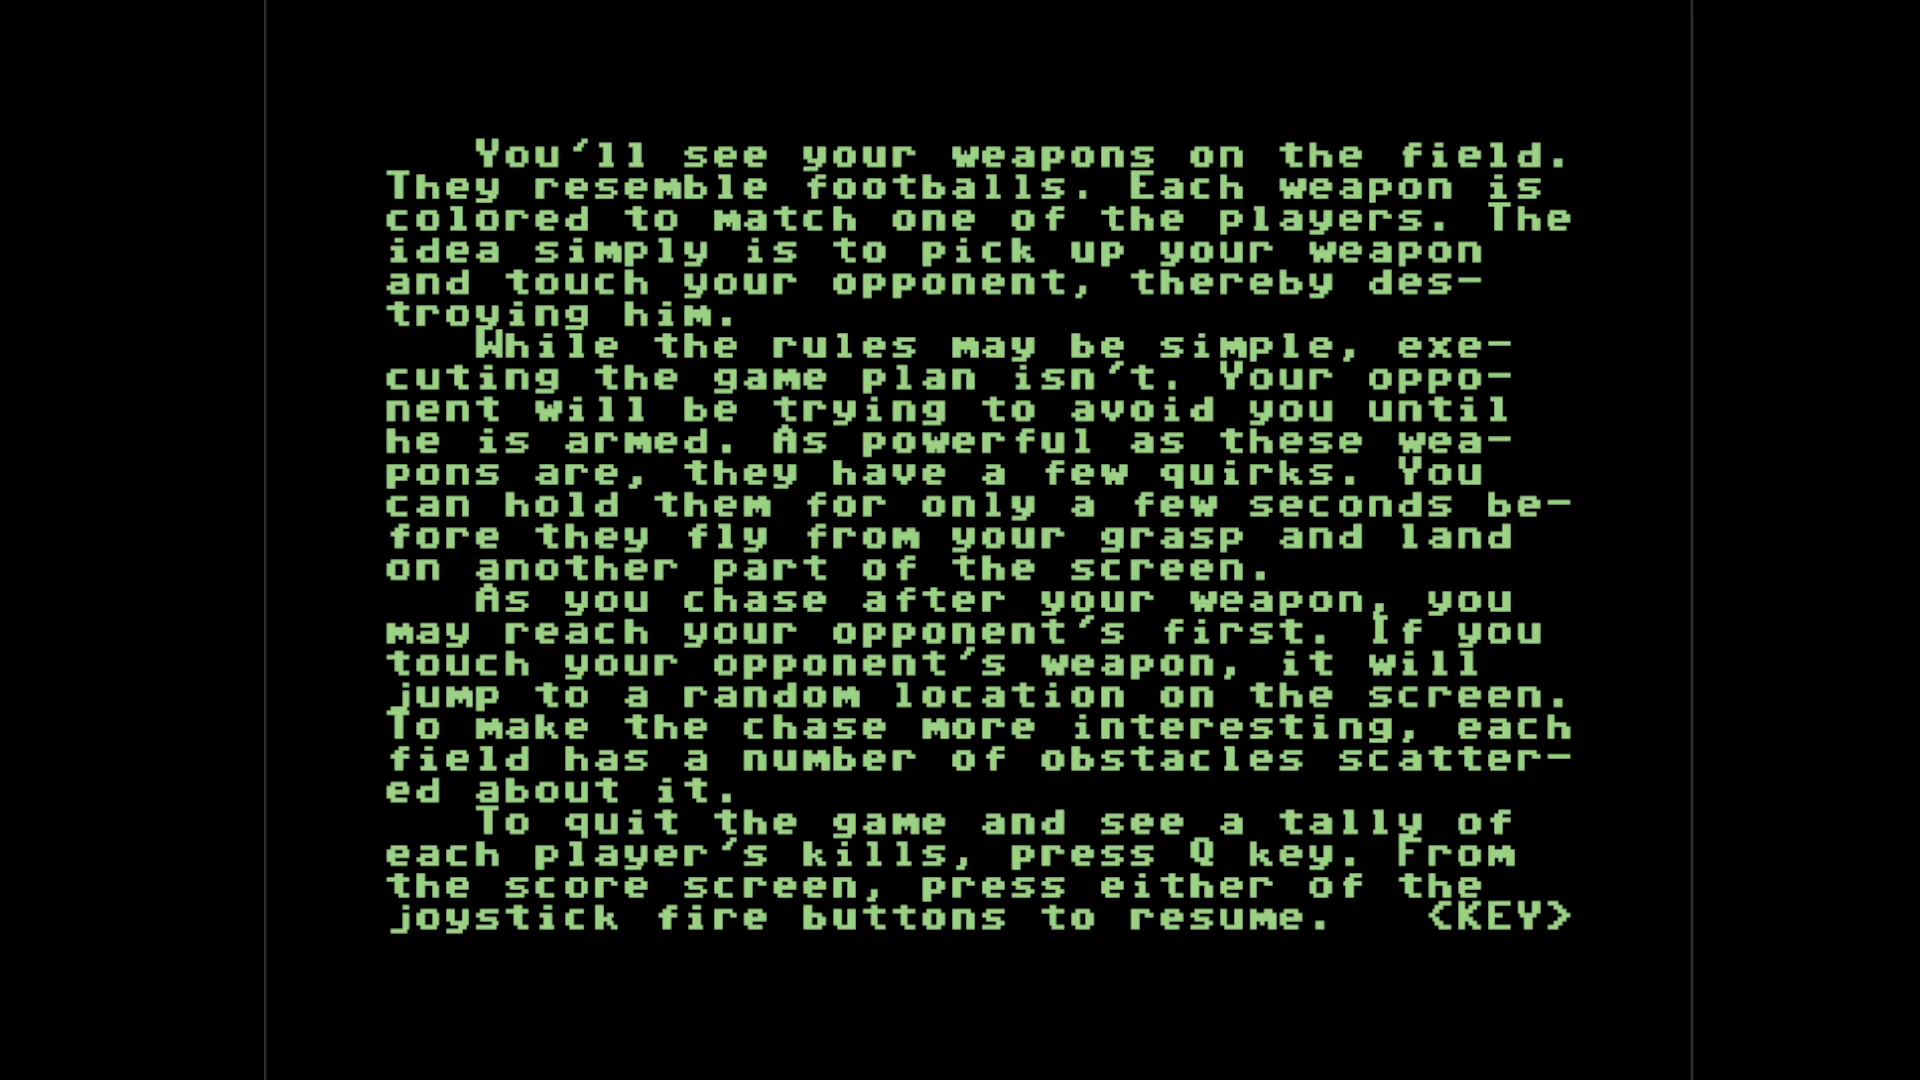 You'll see your weapons on the field.
They resemble footballs. Each weapon is
colored to match one of the players. The
idea simply is to pick up your weapon
and touch your opponent, thereby des-
troying him.
While the rules may be simple, exe-
cuting the game plan isn't. Your oppo-
nent will be trying to avoid you until
he is armed. As powerful as these wea-
pons are, they have a few quirks. You
can hold them for only a few seconds be-
fore they fly from your grasp and land
on another part of the screen.
As you chase after your weapon, you
may reach your opponent's first. If you
touch your opponent's weapon, it will
jump to a random location on the screen.
To make the chase more interesting, each
field has a number of obstacles scatter-
ed about it.
To quit the game and see a tally of
each player's kills, press Q key. From
the score screen, press either of the
joystick fire buttons to resume. <KEY>